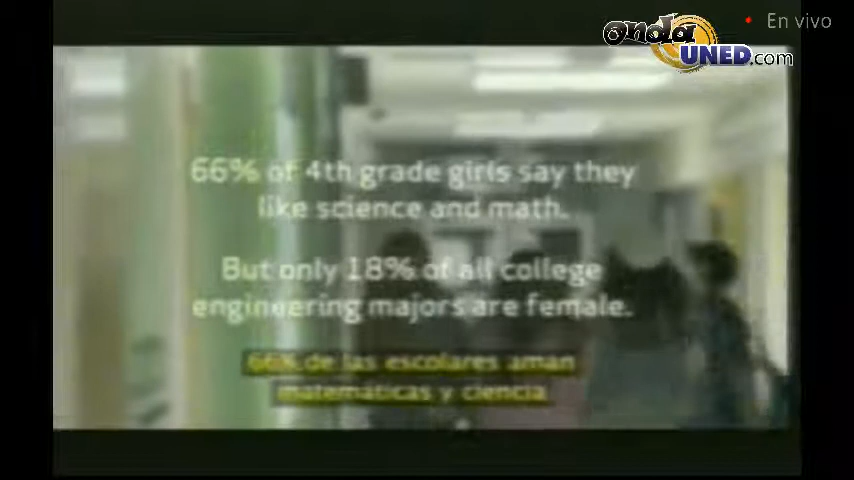 onda
UNED.com
En vivo
66% of 4th grade girls say they
like science and math.
But only 18% of all college
engineering majors are female.
66% de las escolares aman
matemáticas y ciencia